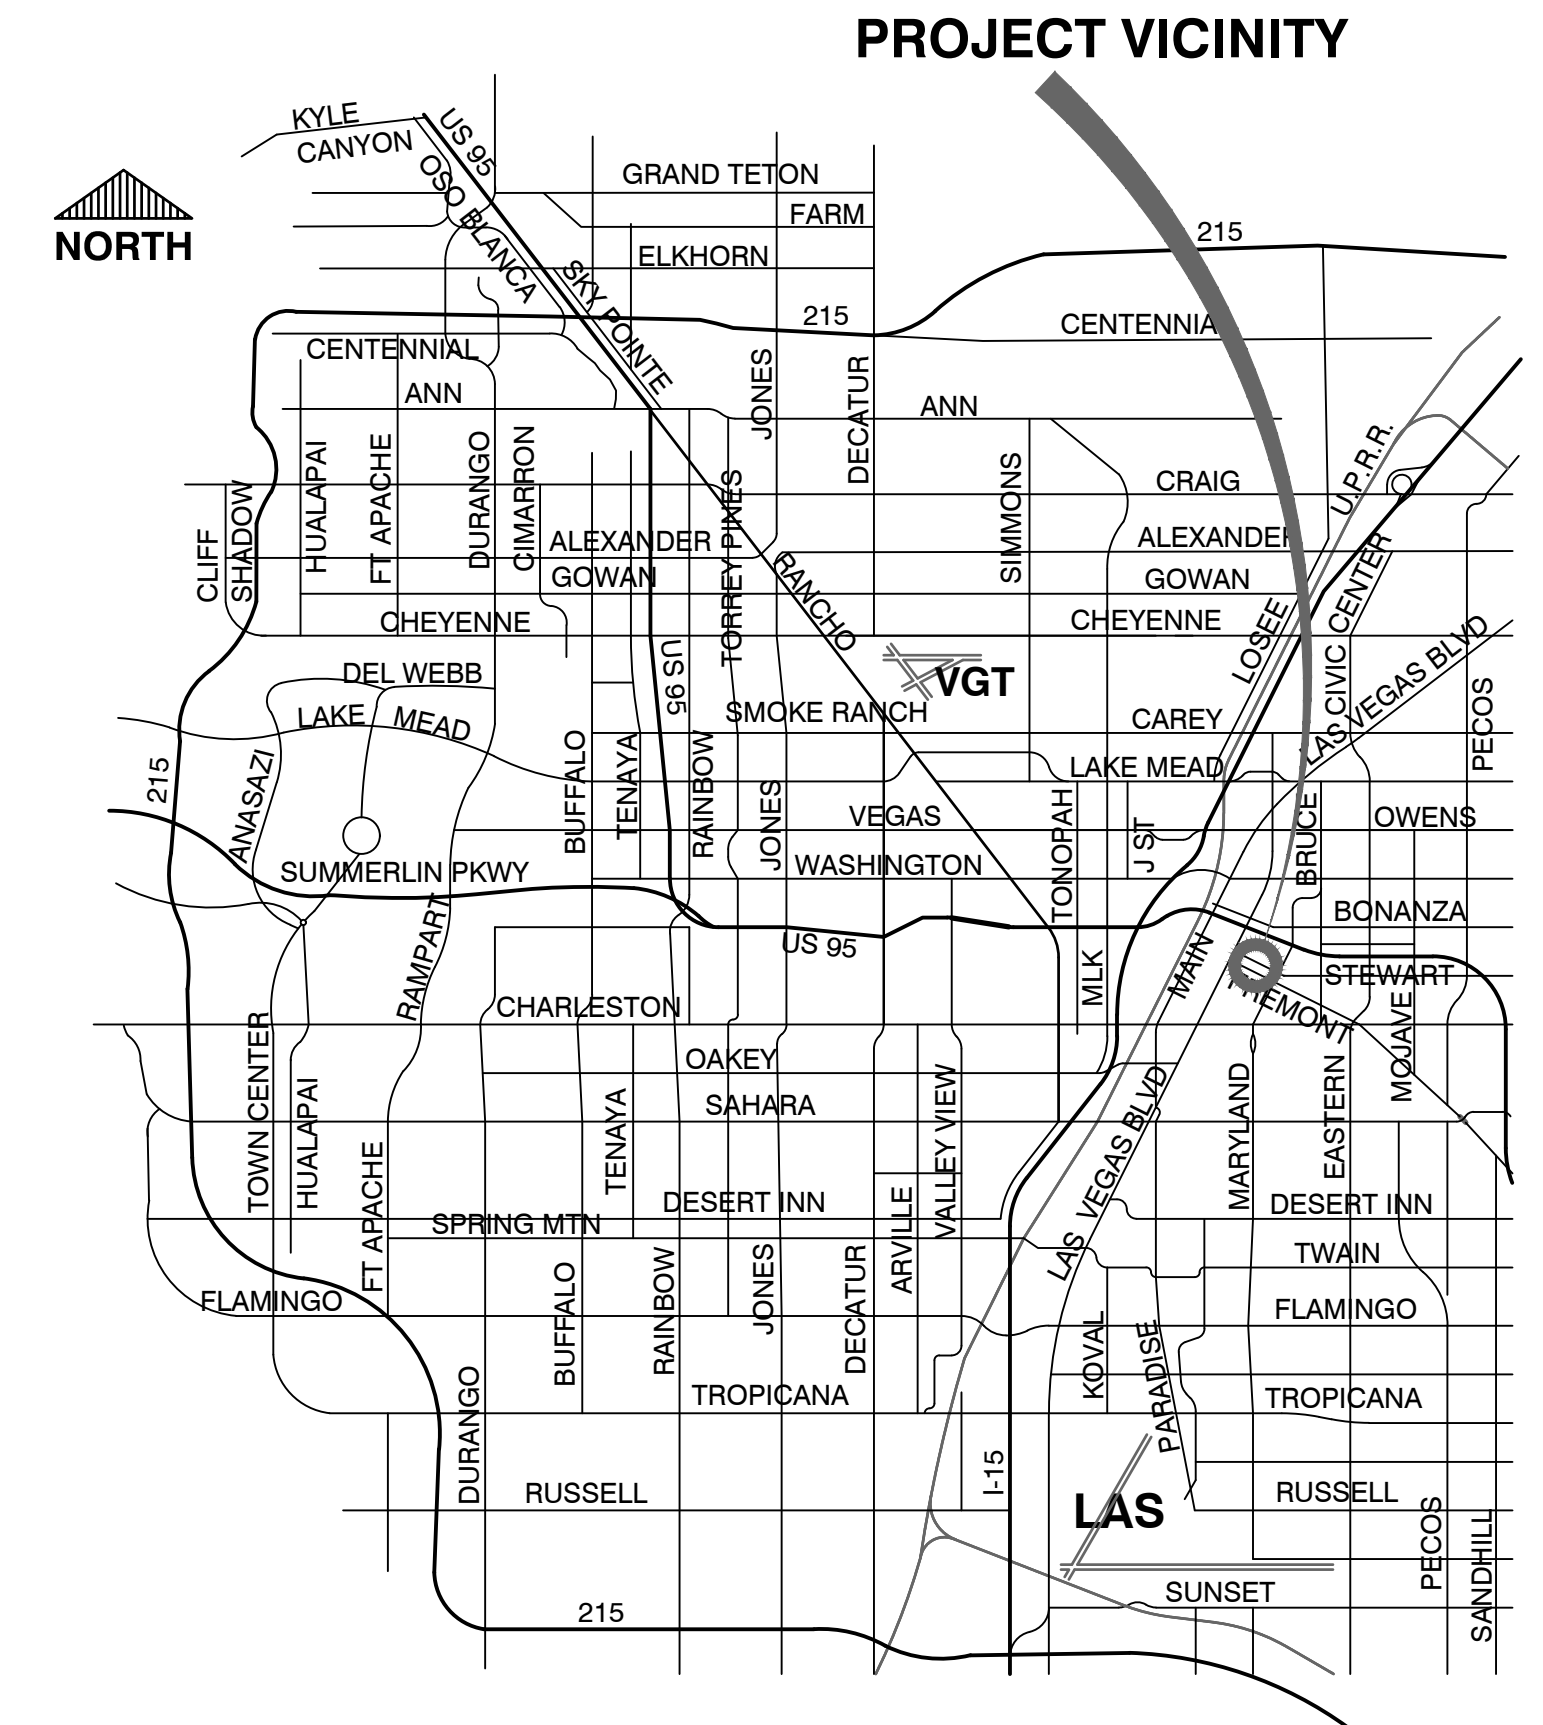 PROJECT VICINITY
KYLE
CANYON
US 95
OSO BLANCA
GRAND TETON
NORTH
FARM
215
ELKHORN
SKY POINTE
215
CENTENNIA
CENTENNIAL
JONES
DECATUR
ANN
ANN
U.P.R.R.
HUALAPAI
FT APACHE
DURANGO
CIMARRON
SIMMONS
CRAIG
CLIFF
SHADOW
TORREY PINES
ALEXANDER
ALEXANDER
GOWAN
GOWAN
RANCHO
CHEYENNE
CHEYENNE
LOSEE
CIVIC CENTER
LAS VEGAS BLVD
US 95
VGT
DEL WEBB
LAKE MEAD
SMOKE RANCH
CAREY
PECOS
215
ANASAZI
BUFFALO
TENAYA
RAINBOW
JONES
LAKE MEAD
VEGAS
TONOPAH
J ST
BRUCE
OWENS
SUMMERLIN PKWY
WASHINGTON
RAMPART
BONANZA
US 95
MLK
MAIN
STEWART
FREMONT
MOJAVE
CHARLESTON
TOWN CENTER
OAKEY
HUALAPAI
TENAYA
SAHARA
VALLEY VIEW
LAS VEGAS BLVD
MARYLAND
EASTERN
FT APACHE
DESERT INN
DESERT INN
SPRING MTN
ARVILLE
TWAIN
BUFFALO
RAINBOW
JONES
DECATUR
FLAMINGO
FLAMINGO
KOVAL
PARADISE
DURANGO
TROPICANA
TROPICANA
I-15
RUSSELL
RUSSELL
LAS
PECOS
SANDHILL
SUNSET
215